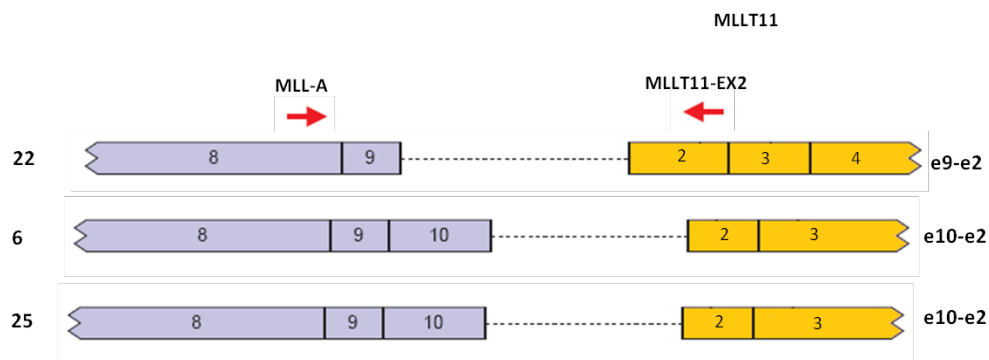 MLLT11
MLL-A MLLT11-EX2
22 8 9 2 3 4 e9-e2
6 8 9 10 2 3 e10-e2
25 8 9 10 2 3 e10-e2